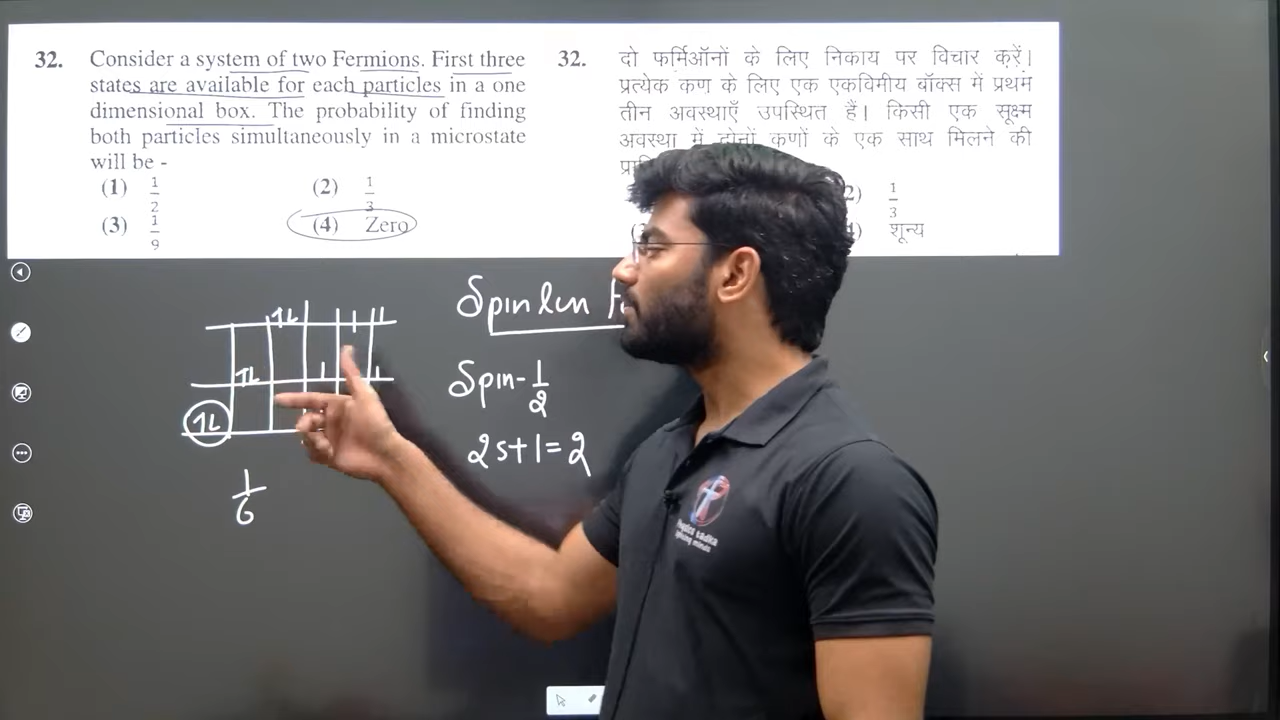 32. Consider a system of two Fermions. First three
states are available for each particles in a one
dimensional box. The probability of finding
both particles simultaneously in a microstate
will be -
(1) 1/2 (2) 1/3
(3) 1/9 (4) Zero
32. दो फर्मिऑनों के लिए निकाय पर विचार करें।
प्रत्येक कण के लिए एक एकविमीय बॉक्स में प्रथम
तीन अवस्थाएँ उपस्थित हैं। किसी एक सूक्ष्म
अवस्था में दोनों कणों के एक साथ मिलने की
1/3
शून्य
Spin less
Spin-1/2
2s+1=2
1/6